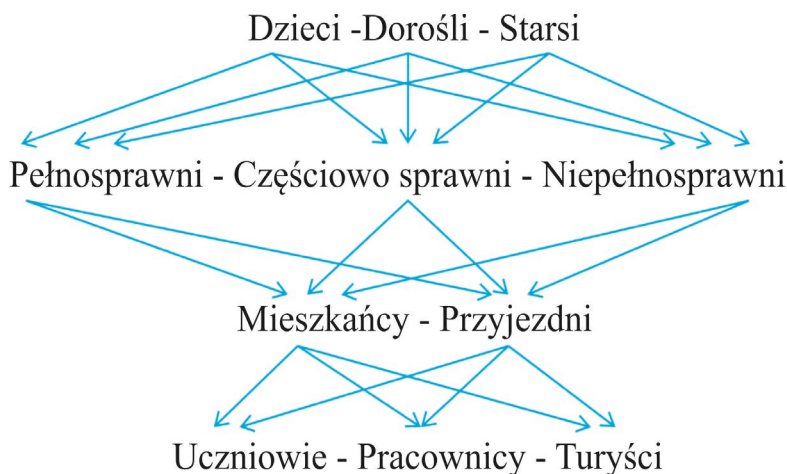 Dzieci -Dorośli - Starsi
Pełnosprawni - Częściowo sprawni - Niepełnosprawni
Mieszkańcy - Przyjezdni
Uczniowie - Pracownicy - Turyści